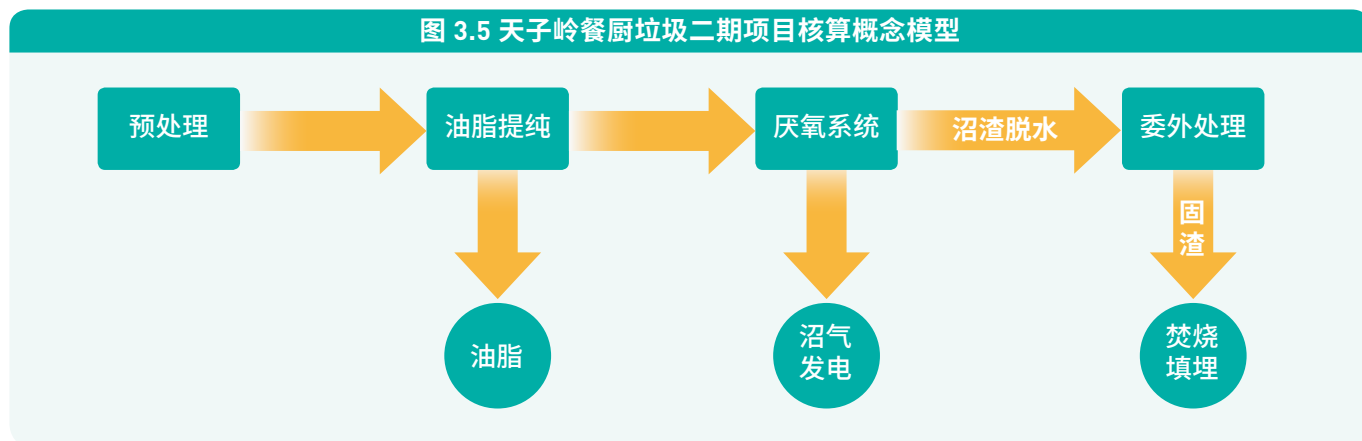 图 3.5 天子岭餐厨垃圾二期项目核算概念模型
预处理
油脂提纯
厌氧系统
沼渣脱水
委外处理
固
渣
油脂
沼气
发电
焚烧
填埋